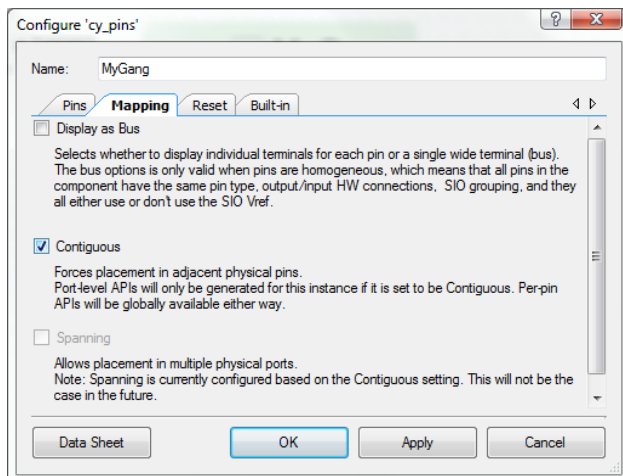 Configure 'cy_pins'
Name: MyGang
Pins Mapping Reset Built-in
Display as Bus
Selects whether to display individual terminals for each pin or a single wide terminal (bus).
The bus options is only valid when pins are homogeneous, which means that all pins in the
component have the same pin type, output/input HW connections, SIO grouping, and they
all either use or don't use the SIO Vref.
Contiguous
Forces placement in adjacent physical pins.
Port-level APIs will only be generated for this instance if it is set to be Contiguous. Per-pin
APIs will be globally available either way.
Spanning
Allows placement in multiple physical ports.
Note: Spanning is currently configured based on the Contiguous setting. This will not be the
case in the future.
Data Sheet OK Apply Cancel